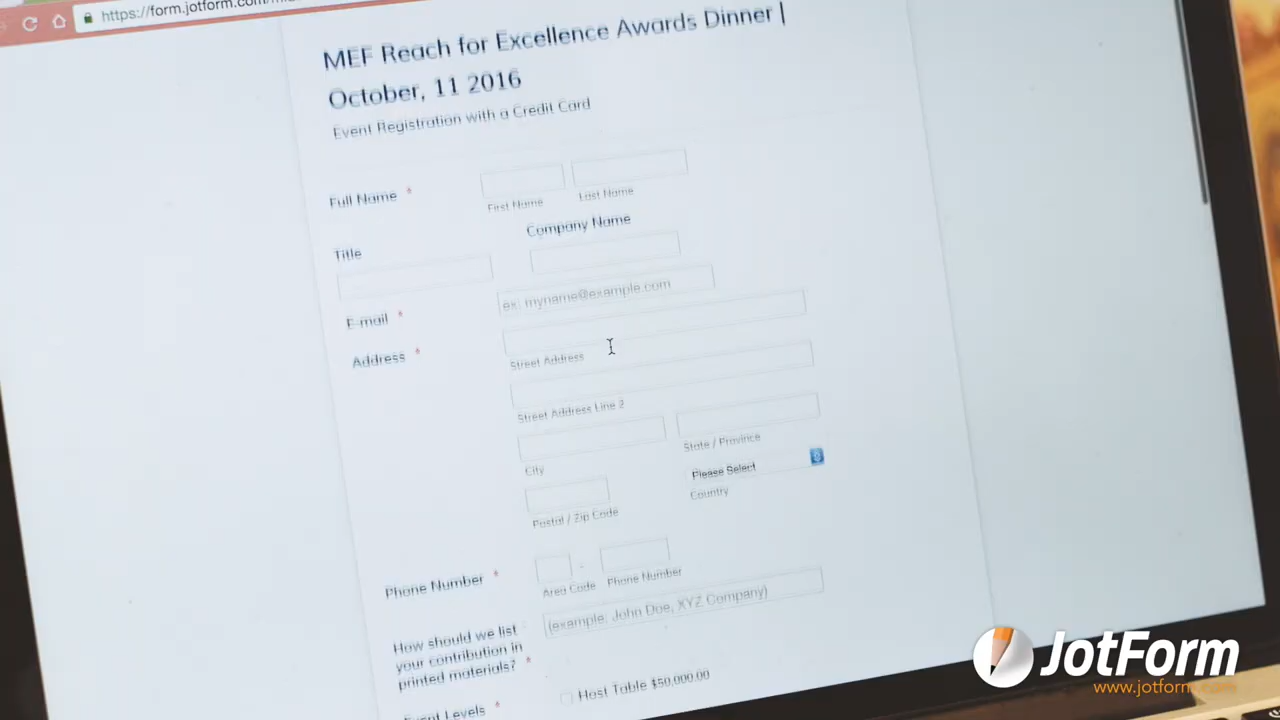 https://form.jotform.com/
MEF Reach for Excellence Awards Dinner |
October, 11 2016
Event Registration with a Credit Card
Full Name *
First Name
Last Name
Company Name
Title
E-mail *
ex: myname@example.com
Address *
Street Address
Street Address Line 2
City
State / Province
Postal / Zip Code
Please Select
Country
Phone Number *
Area Code - Phone Number
How should we list
your contribution in
printed materials? *
(example: John Doe, XYZ Company)
Event Levels *
Host Table $50,000.00
JotForm
www.jotform.com